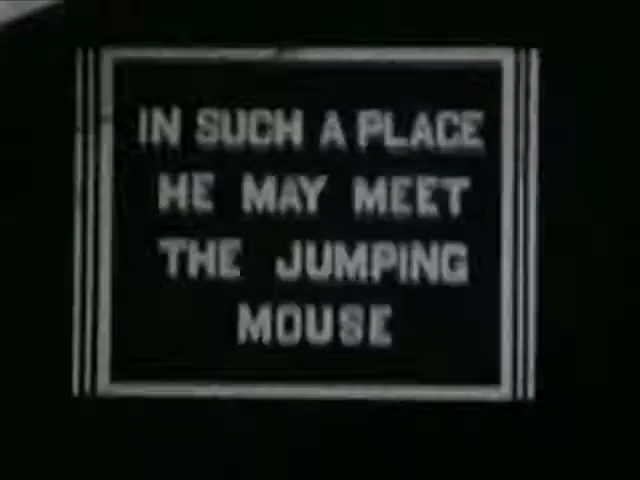 IN SUCH A PLACE
HE MAY MEET
THE JUMPING
MOUSE